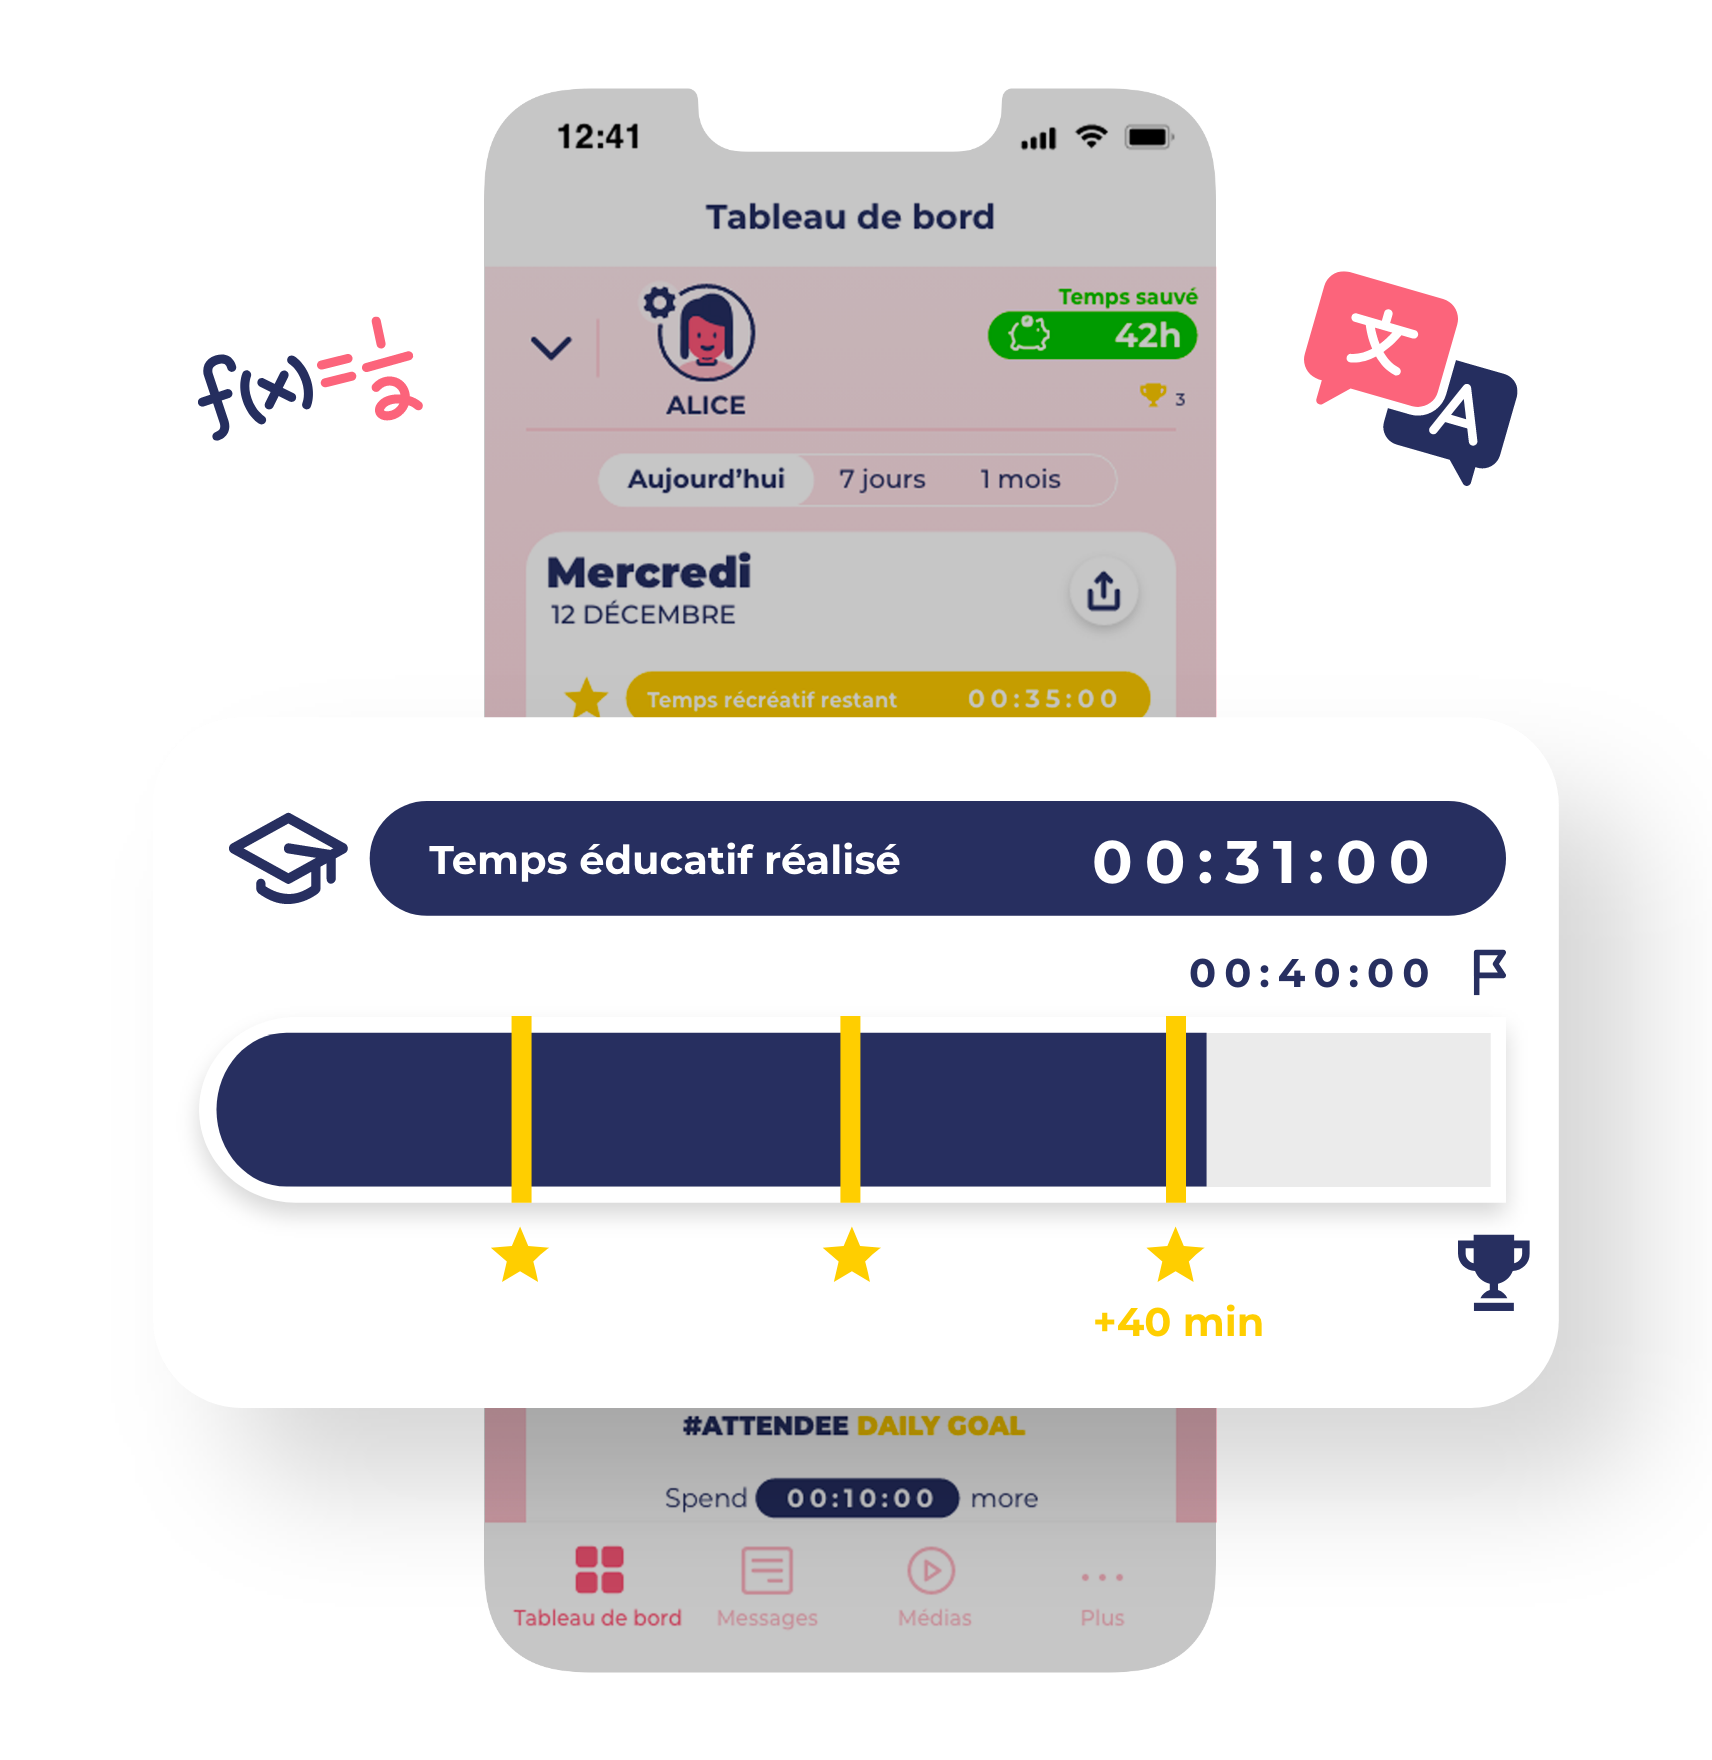 12:41
Tableau de bord
Temps sauvé
42h
3
ALICE
f(x)=1/2
文
A
Aujourd’hui 7 jours 1 mois
Mercredi
12 DÉCEMBRE
Temps récréatif restant 00:35:00
Temps éducatif réalisé 00:31:00
00:40:00
+40 min
#ATTENDEE DAILY GOAL
Spend 00:10:00 more
Tableau de bord Messages Médias Plus